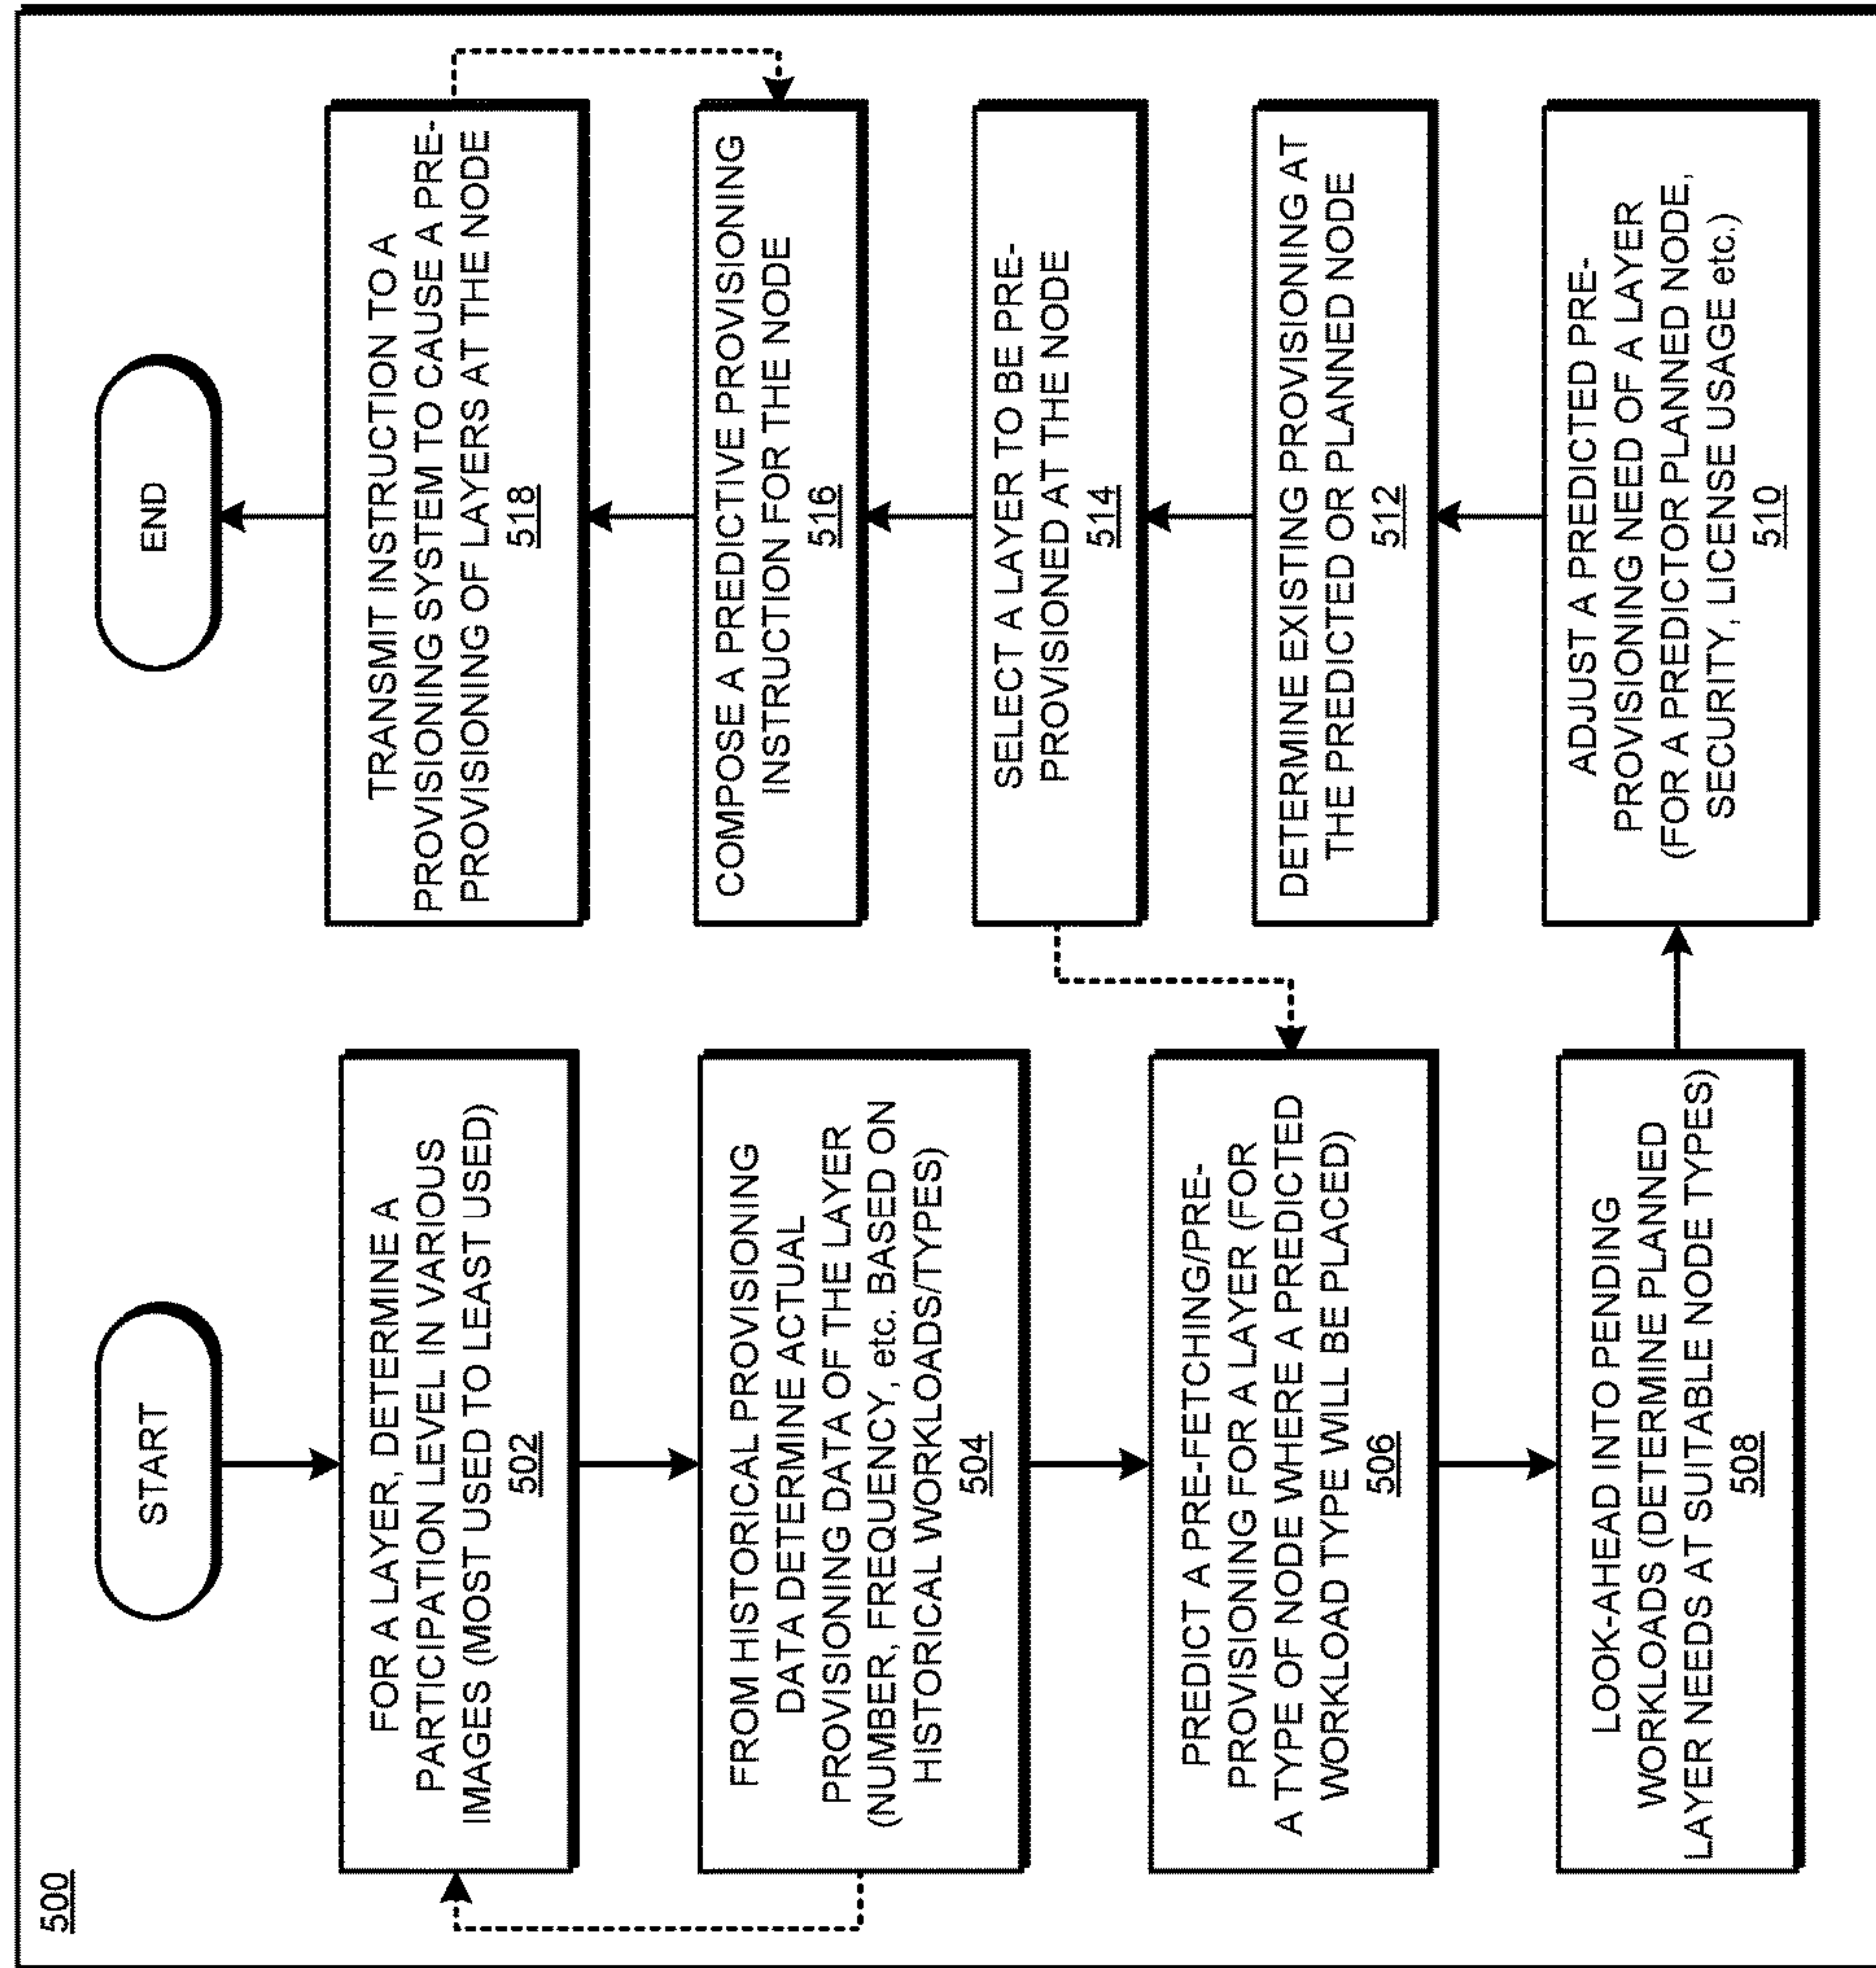 500
START
FOR A LAYER, DETERMINE A
PARTICIPATION LEVEL IN VARIOUS
IMAGES (MOST USED TO LEAST USED)
502
FROM HISTORICAL PROVISIONING
DATA DETERMINE ACTUAL
PROVISIONING DATA OF THE LAYER
(NUMBER, FREQUENCY, etc. BASED ON
HISTORICAL WORKLOADS/TYPES)
504
PREDICT A PRE-FETCHING/PRE-
PROVISIONING FOR A LAYER (FOR
A TYPE OF NODE WHERE A PREDICTED
WORKLOAD TYPE WILL BE PLACED)
506
LOOK-AHEAD INTO PENDING
WORKLOADS (DETERMINE PLANNED
LAYER NEEDS AT SUITABLE NODE TYPES)
508
ADJUST A PREDICTED PRE-
PROVISIONING NEED OF A LAYER
(FOR A PREDICTOR PLANNED NODE,
SECURITY, LICENSE USAGE etc.)
510
DETERMINE EXISTING PROVISIONING AT
THE PREDICTED OR PLANNED NODE
512
SELECT A LAYER TO BE PRE-
PROVISIONED AT THE NODE
514
COMPOSE A PREDICTIVE PROVISIONING
INSTRUCTION FOR THE NODE
516
TRANSMIT INSTRUCTION TO A
PROVISIONING SYSTEM TO CAUSE A PRE-
PROVISIONING OF LAYERS AT THE NODE
518
END